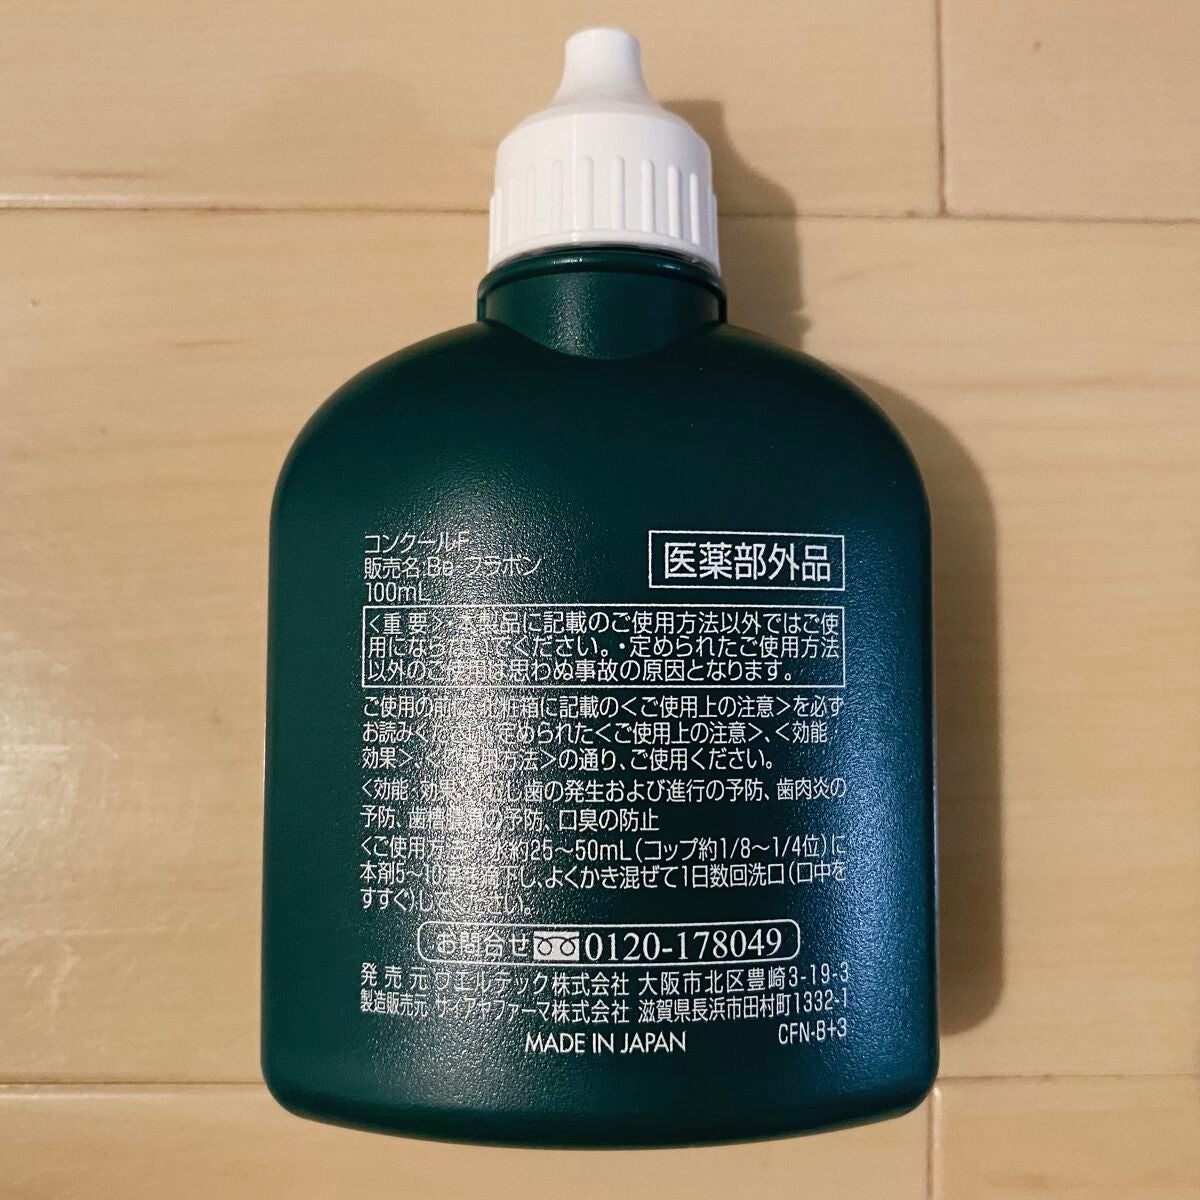 コンクールF
医薬部外品
販売名 Be フラボン
100mL
〈重要〉・本製品に記載のご使用方法以外ではご使
用にならないでください。・定められたご使用方法
以外のご使用は思わぬ事故の原因となります。
ご使用の前に化粧箱に記載の〈ご使用上の注意〉を必ず
お読みください。定められた〈ご使用上の注意〉、〈効能
効果〉、〈ご使用方法〉の通り、ご使用ください。
〈効能・効果〉むし歯の発生および進行の予防、歯肉炎の
予防、歯槽膿漏の予防、口臭の防止
〈ご使用方法〉水約25〜50mL(コップ約1/8〜1/4位)に
本剤5〜10滴を滴下し、よくかき混ぜて1日数回洗口(口中を
すすぐ)してください。
お問合せ 0120-178049
発売元 ウエルテック株式会社 大阪市北区豊崎3-19-3
製造販売元 サイアヤファーマ株式会社 滋賀県長浜市田村町1332-1
MADE IN JAPAN CFN-B+3